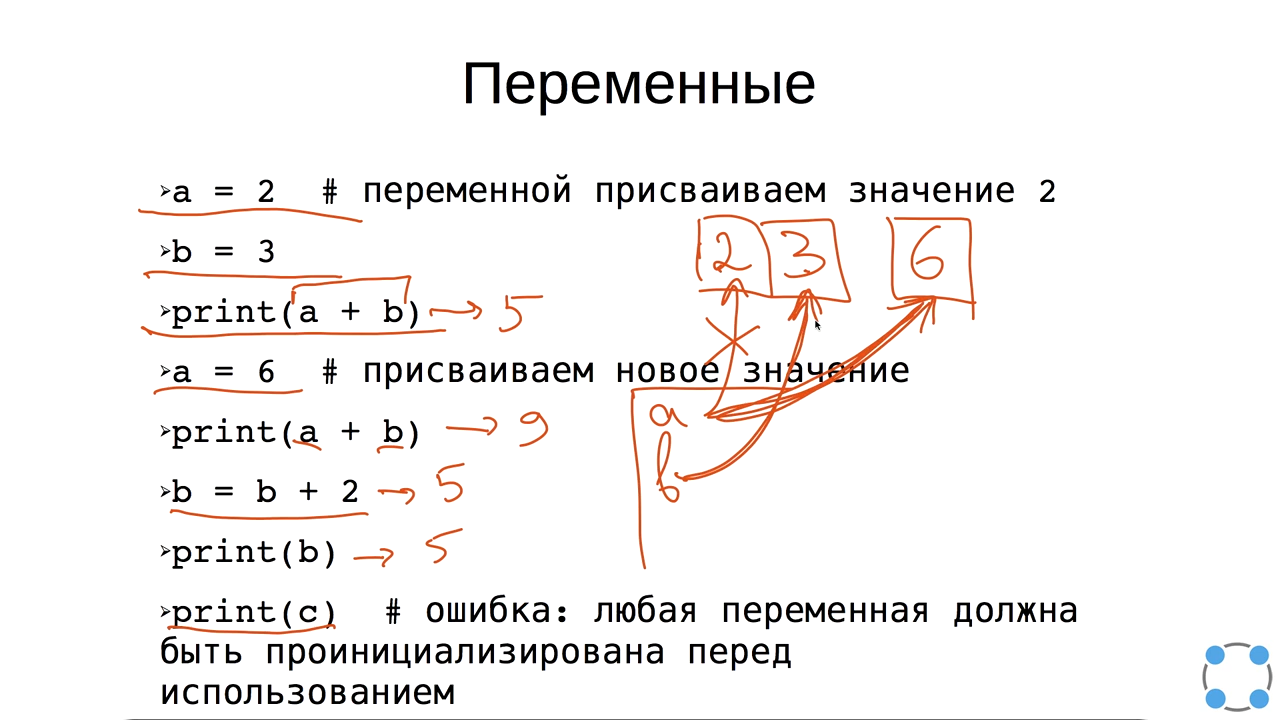 Переменные
➢a = 2  # переменной присваиваем значение 2
➢b = 3
2 3 6
➢print(a + b) → 5
➢a = 6  # присваиваем новое значение
a
➢print(a + b) → 9
b
➢b = b + 2 → 5
➢print(b) → 5
➢print(c)  # ошибка: любая переменная должна
быть проинициализирована перед
использованием